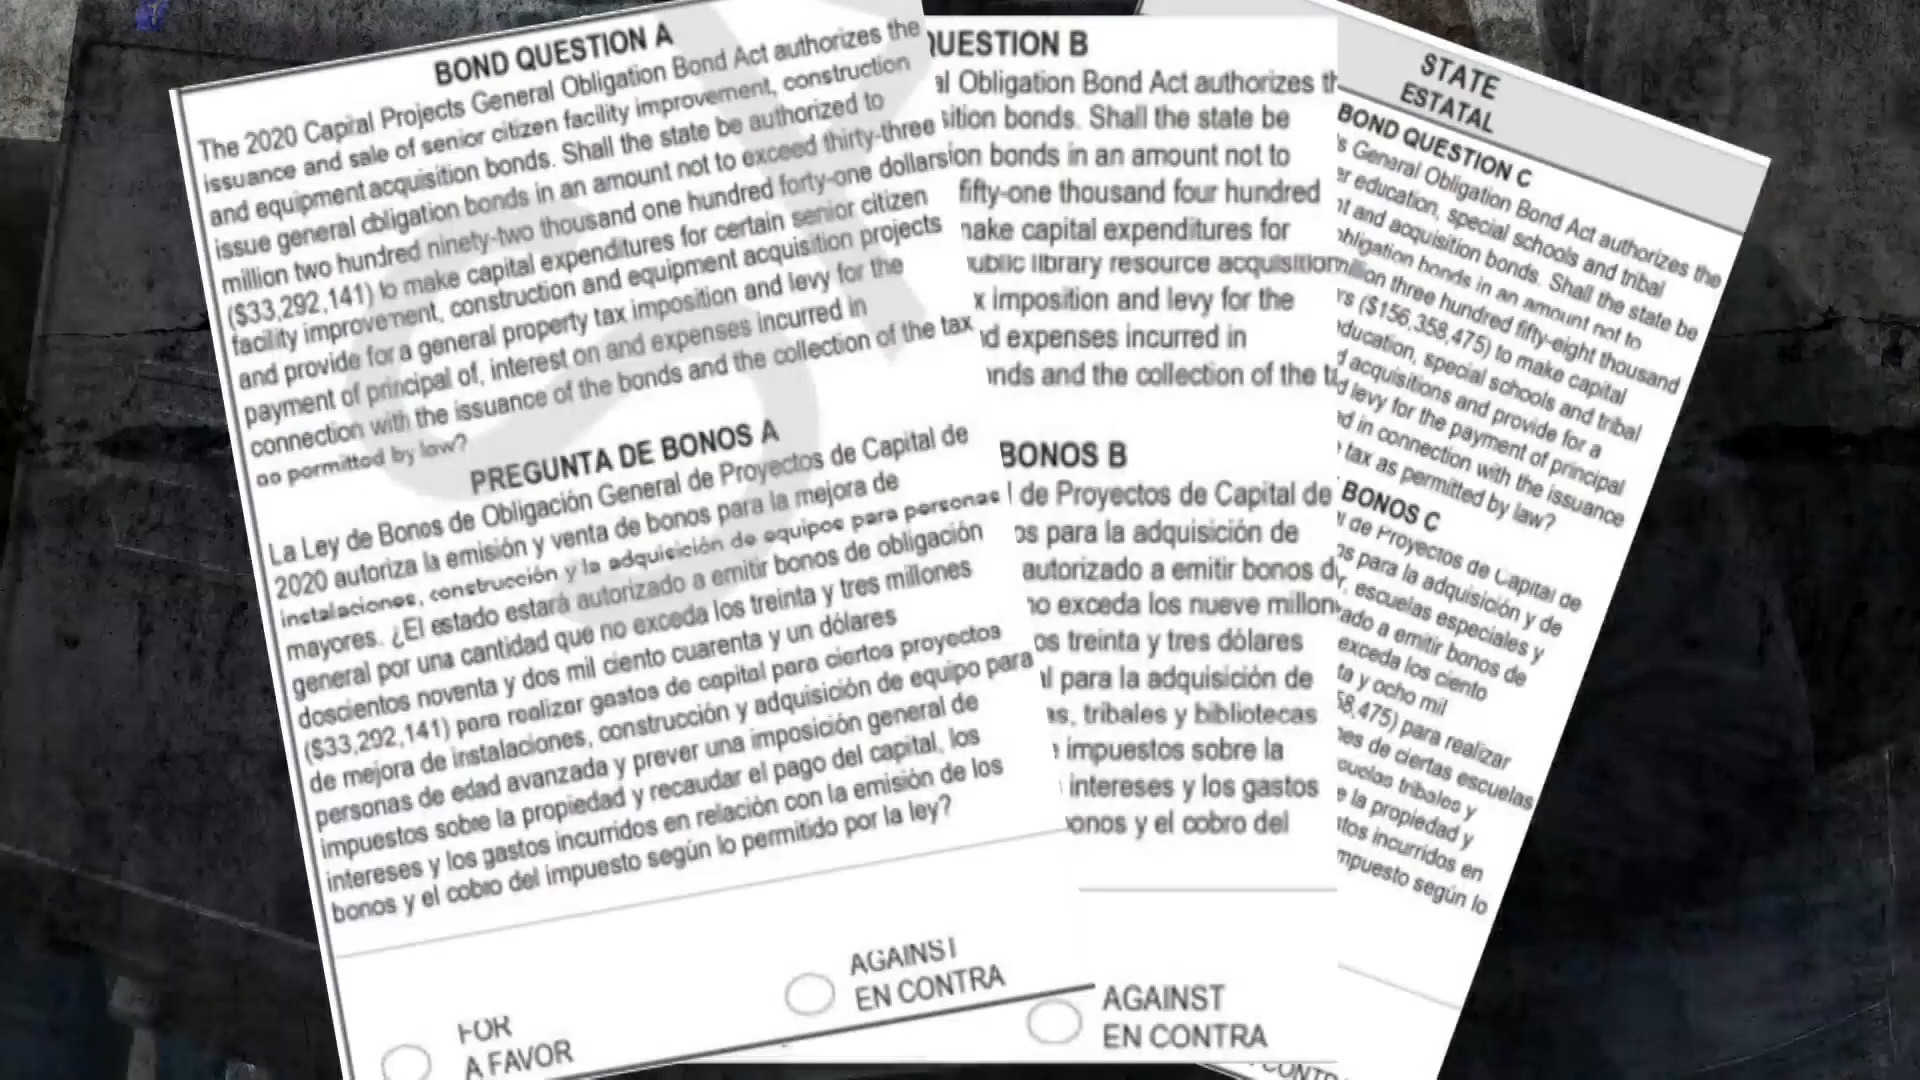 BOND QUESTION A
The 2020 Capital Projects General Obligation Bond Act authorizes the
issuance and sale of senior citizen facility improvement, construction
and equipment acquisition bonds. Shall the state be authorized to
issue general obligation bonds in an amount not to exceed thirty-three
million two hundred ninety-two thousand one hundred forty-one dollars
($33,292,141) to make capital expenditures for certain senior citizen
facility improvement, construction and equipment acquisition projects
and provide for a general property tax imposition and levy for the
payment of principal of, interest on and expenses incurred in
connection with the issuance of the bonds and the collection of the tax
as permitted by law?
PREGUNTA DE BONOS A
La Ley de Bonos de Obligación General de Proyectos de Capital de
2020 autoriza la emisión y venta de bonos para la mejora de
instalaciones, construcción y la adquisición de equipos para personas
mayores. ¿El estado estará autorizado a emitir bonos de obligación
general por una cantidad que no exceda los treinta y tres millones
doscientos noventa y dos mil ciento cuarenta y un dólares
($33,292,141) para realizar gastos de capital para ciertos proyectos
de mejora de instalaciones, construcción y adquisición de equipo para
personas de edad avanzada y prever una imposición general de
impuestos sobre la propiedad y recaudar el pago del capital, los
intereses y los gastos incurridos en relación con la emisión de los
bonos y el cobro del impuesto según lo permitido por la ley?
FOR
A FAVOR
AGAINST
EN CONTRA
QUESTION B
al Obligation Bond Act authorizes th
sition bonds. Shall the state be
ion bonds in an amount not to
fifty-one thousand four hundred
make capital expenditures for
ublic library resource acquisition
x imposition and levy for the
d expenses incurred in
onds and the collection of the ta
BONOS B
l de Proyectos de Capital de
os para la adquisición de
autorizado a emitir bonos d
no exceda los nueve millon
os treinta y tres dólares
al para la adquisición de
as, tribales y bibliotecas
impuestos sobre la
intereses y los gastos
bonos y el cobro del
AGAINST
EN CONTRA
STATE
ESTATAL
BOND QUESTION C
s General Obligation Bond Act authorizes the
er education, special schools and tribal
nt and acquisition bonds. Shall the state be
obligation bonds in an amount not to
on three hundred fifty-eight thousand
rs ($156,358,475) to make capital
education, special schools and tribal
d acquisitions and provide for a
d levy for the payment of principal
ed in connection with the issuance
tax as permitted by law?
BONOS C
l de Proyectos de Capital de
os para la adquisición y de
r, escuelas especiales y
ado a emitir bonos de
exceda los ciento
ta y ocho mil
58,475) para realizar
nes de ciertas escuelas
cuelas tribales y
e la propiedad y
tos incurridos en
mpuesto según lo
CONTR